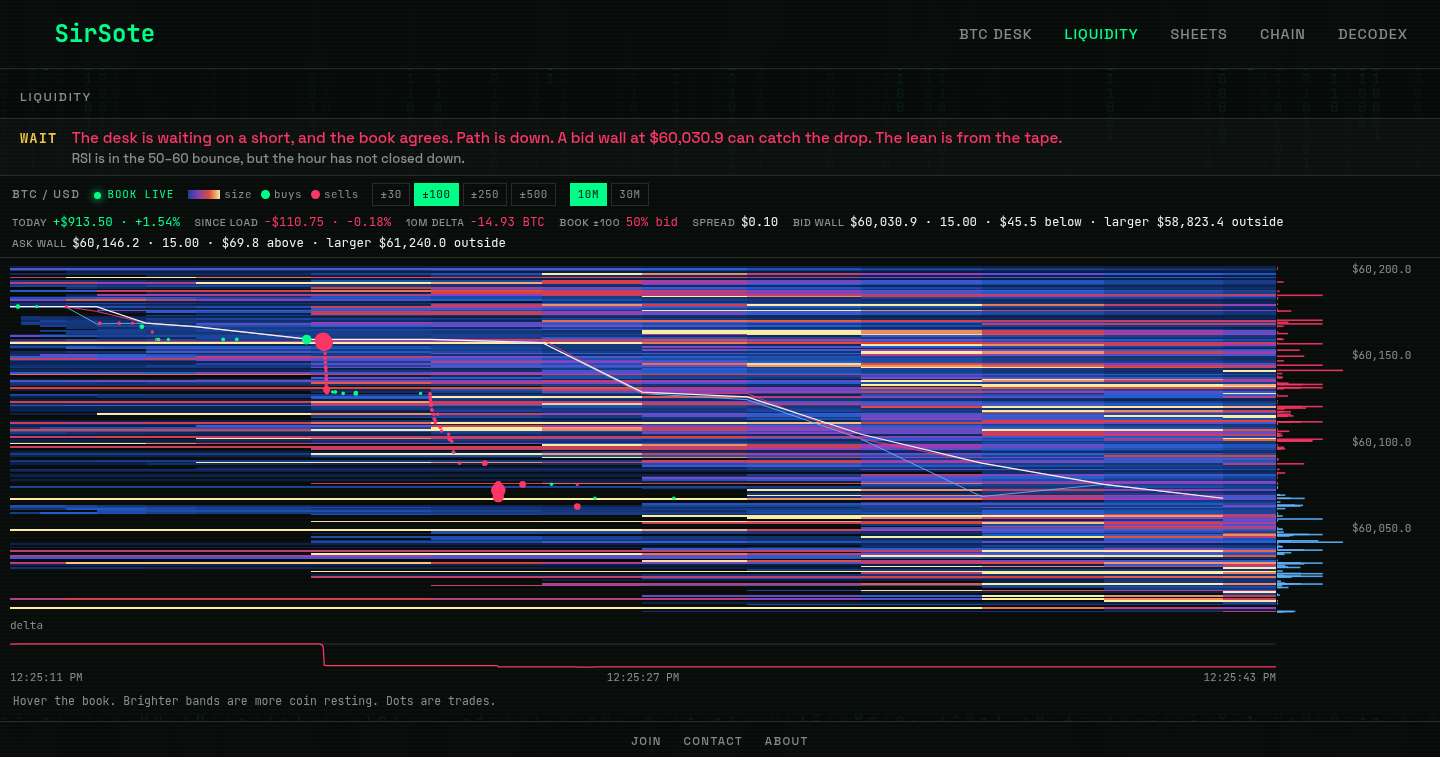 SirSote
BTC DESK LIQUIDITY SHEETS CHAIN DECODEX
LIQUIDITY
WAIT The desk is waiting on a short, and the book agrees. Path is down. A bid wall at $60,030.9 can catch the drop. The lean is from the tape.
RSI is in the 50–60 bounce, but the hour has not closed down.
BTC / USD BOOK LIVE size buys sells ±30 ±100 ±250 ±500 10M 30M
TODAY +$913.50 · +1.54% SINCE LOAD -$110.75 · -0.18% 10M DELTA -14.93 BTC BOOK ±100 50% bid SPREAD $0.10 BID WALL $60,030.9 · 15.00 · $45.5 below · larger $58,823.4 outside
ASK WALL $60,146.2 · 15.00 · $69.8 above · larger $61,240.0 outside
$60,200.0
$60,150.0
$60,100.0
$60,050.0
delta
12:25:11 PM 12:25:27 PM 12:25:43 PM
Hover the book. Brighter bands are more coin resting. Dots are trades.
JOIN CONTACT ABOUT